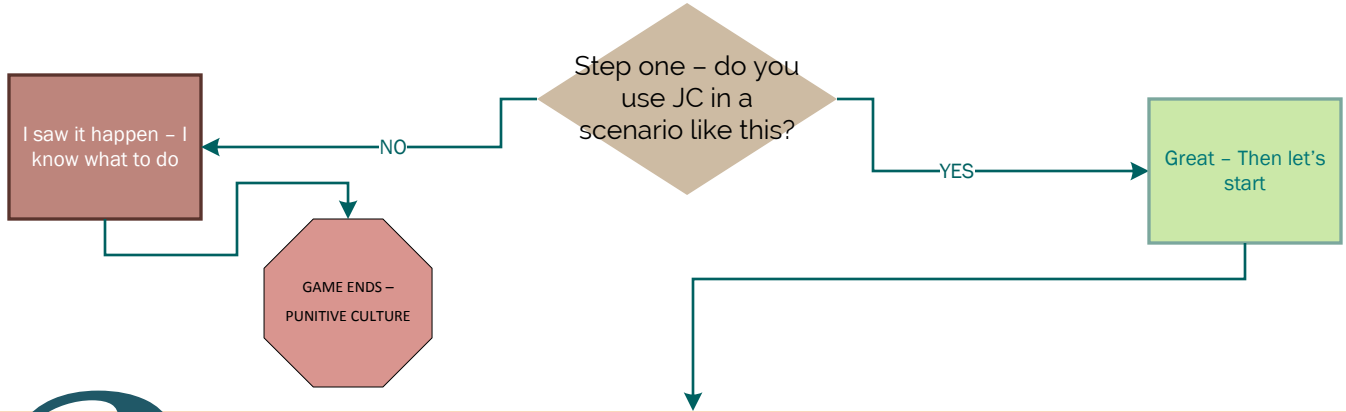 Step one – do you
use JC in a
scenario like this?
I saw it happen – I
know what to do
NO
YES
Great – Then let's
start
GAME ENDS –
PUNITIVE CULTURE